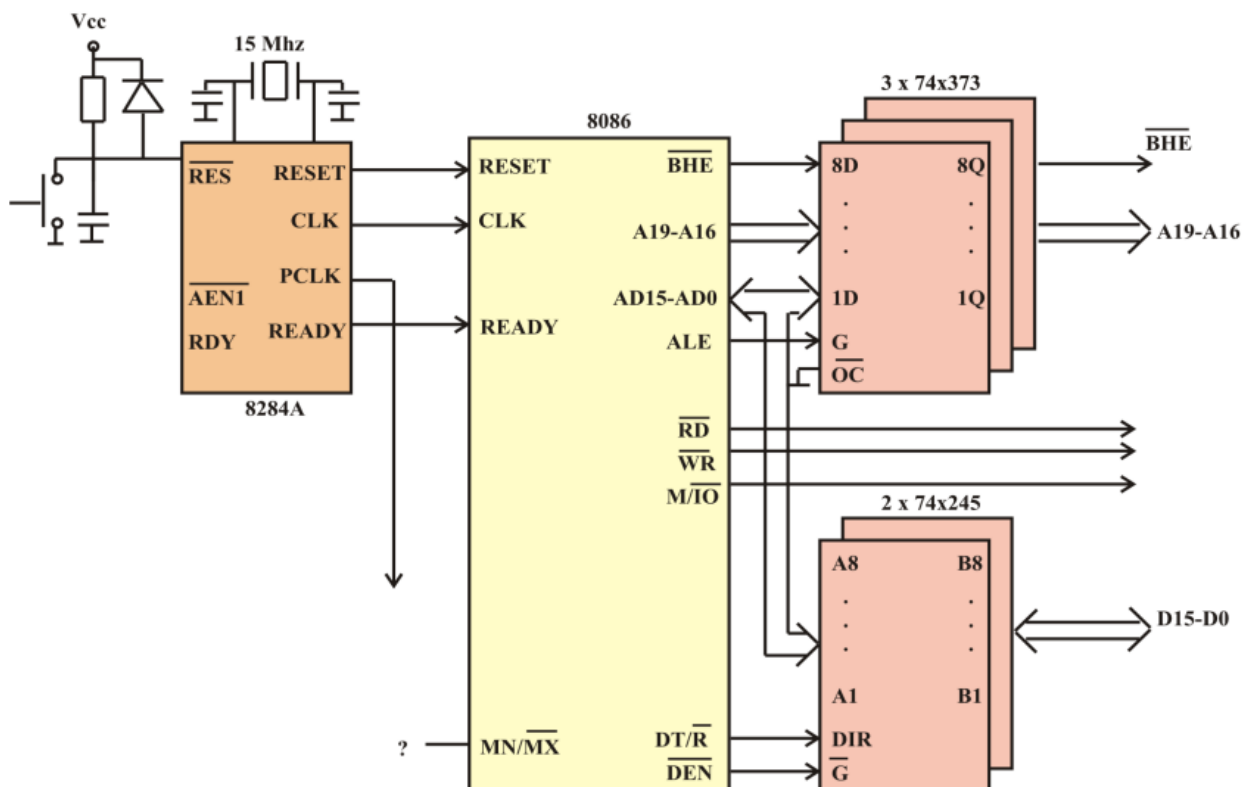 Vcc
15 Mhz
8284A
RES
RESET
CLK
PCLK
AEN1
RDY
READY
8086
RESET
CLK
READY
MN/MX
?
BHE
A19-A16
AD15-AD0
ALE
RD
WR
M/IO
DT/R
DEN
3 x 74x373
8D
8Q
.
.
.
.
.
.
1D
1Q
G
OC
BHE
A19-A16
2 x 74x245
A8
B8
.
.
.
.
.
.
A1
B1
DIR
G
D15-D0